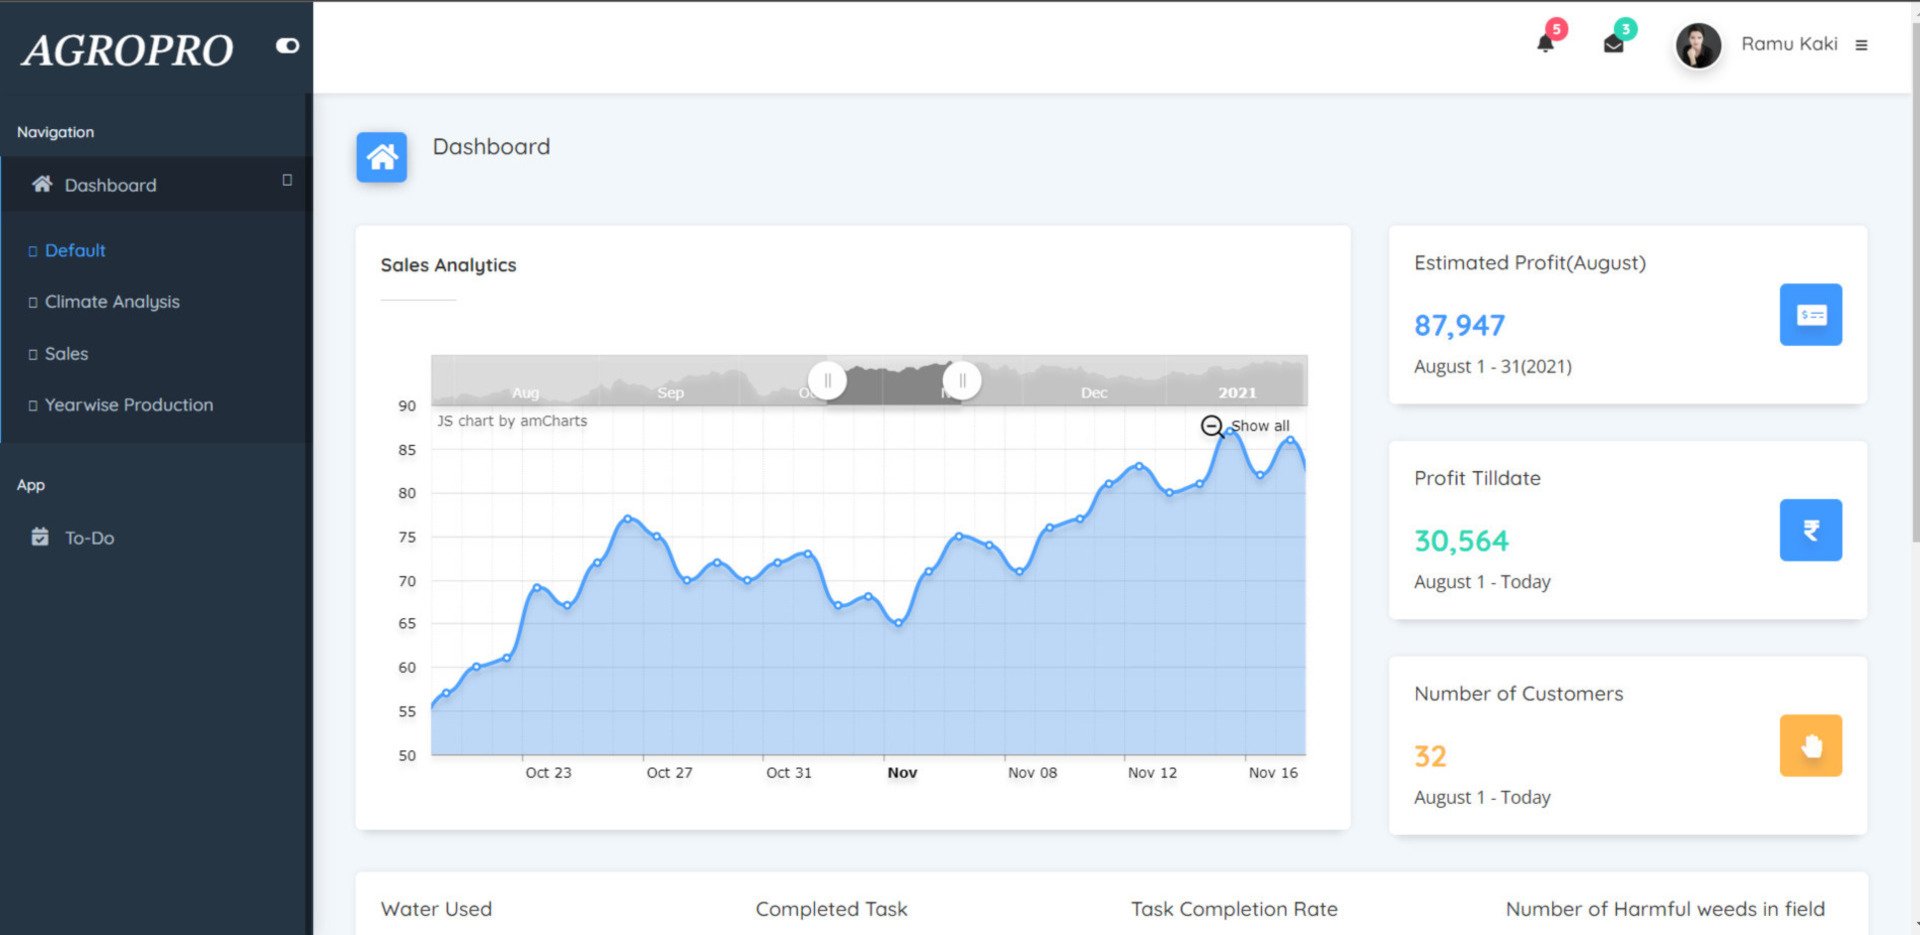 AGROPRO
5
3
Ramu Kaki
Navigation
Dashboard
Default
Climate Analysis
Sales
Yearwise Production
App
To-Do
Dashboard
Sales Analytics
Aug Sep Dec 2021
JS chart by amCharts
Show all
90
85
80
75
70
65
60
55
50
Oct 23 Oct 27 Oct 31 Nov Nov 08 Nov 12 Nov 16
Estimated Profit(August)
87,947
August 1 - 31(2021)
Profit Tilldate
30,564
August 1 - Today
Number of Customers
32
August 1 - Today
Water Used
Completed Task
Task Completion Rate
Number of Harmful weeds in field